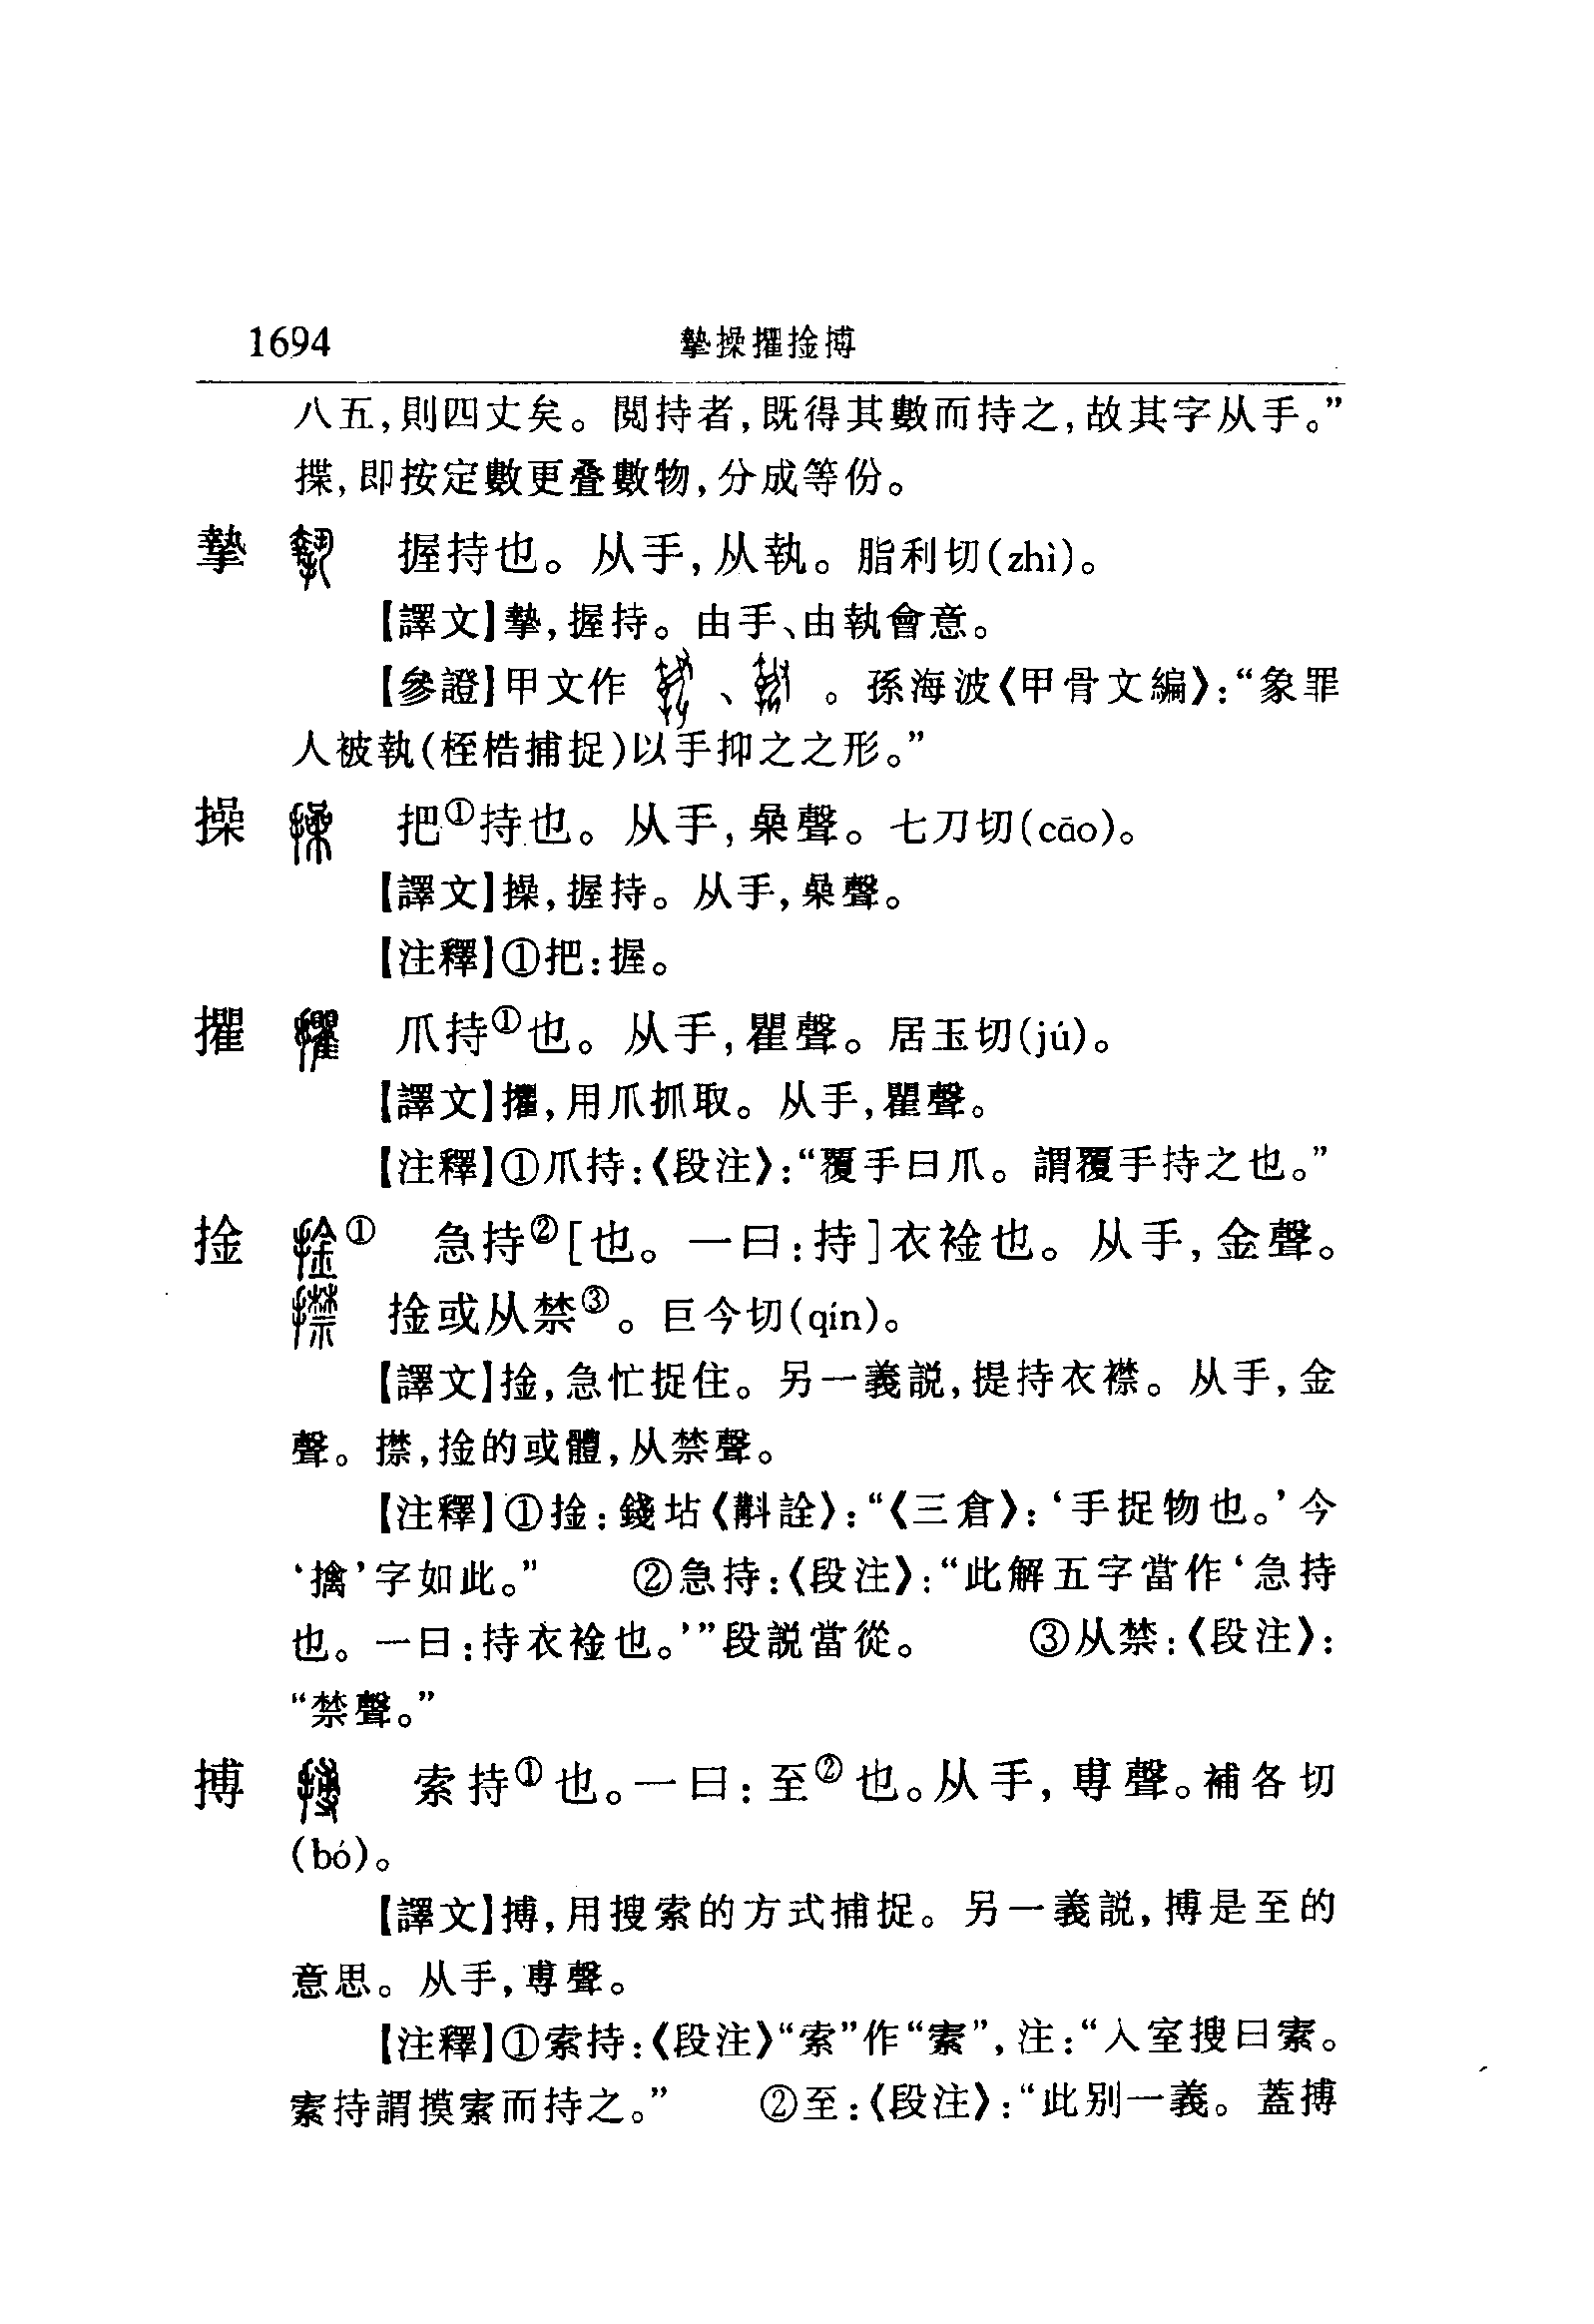 1694 摯操攫捦搏
八五,則四丈矣。閲持者,既得其數而持之,故其字从手。”
揲,即按定數更叠數物,分成等份。
摯 握持也。从手,从執。脂利切(zhì)。
【譯文】摯,握持。由手、由執會意。
【參證】甲文作 、 。孫海波《甲骨文編》:“象罪
人被執(桎梏捕捉)以手抑之之形。”
操 把①持也。从手,喿聲。七刀切(cāo)。
【譯文】操,握持。从手,喿聲。
【注釋】①把:握。
攫 爪持①也。从手,瞿聲。居玉切(jú)。
【譯文】攫,用爪抓取。从手,瞿聲。
【注釋】①爪持:《段注》:“覆手曰爪。謂覆手持之也。”
捦 ① 急持②[也。一曰:持]衣䘳也。从手,金聲。
捦或从禁③。巨今切(qín)。
【譯文】捦,急忙捉住。另一義説,提持衣襟。从手,金
聲。㩒,捦的或體,从禁聲。
【注釋】①捦:錢坫《斠詮》:“《三倉》:‘手捉物也。’今
‘擒’字如此。” ②急持:《段注》:“此解五字當作‘急持
也。一曰:持衣䘳也。’”段説當從。 ③从禁:《段注》:
“禁聲。”
搏 索持①也。一曰:至②也。从手,尃聲。補各切
(bó)。
【譯文】搏,用搜索的方式捕捉。另一義説,搏是至的
意思。从手,尃聲。
【注釋】①索持:《段注》“索”作“𡩡”,注:“入室搜曰𡩡。
𡩡持謂摸𡩡而持之。” ②至:《段注》:“此别一義。蓋搏